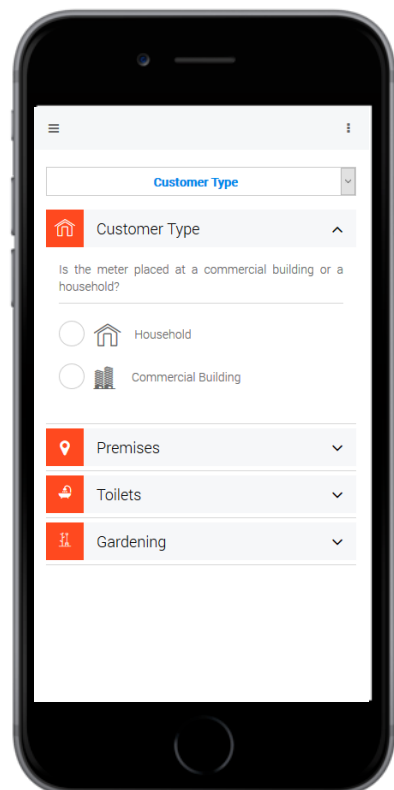 Customer Type
Customer Type
Is the meter placed at a commercial building or a
household?
Household
Commercial Building
Premises
Toilets
Gardening